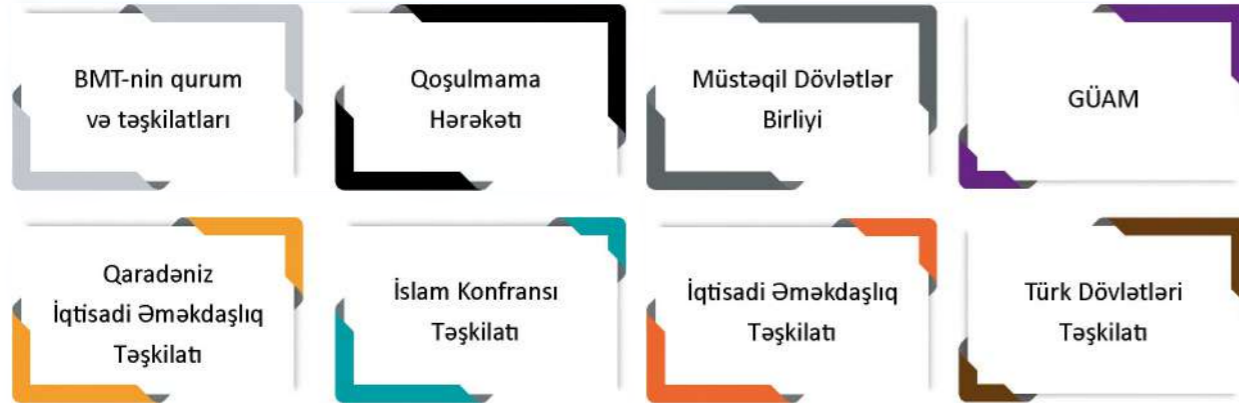 BMT-nin qurum
və təşkilatları
Qoşulmama
Hərəkatı
Müstəqil Dövlətlər
Birliyi
GÜAM
Qaradəniz
İqtisadi Əməkdaşlıq
Təşkilatı
İslam Konfransı
Təşkilatı
İqtisadi Əməkdaşlıq
Təşkilatı
Türk Dövlətləri
Təşkilatı